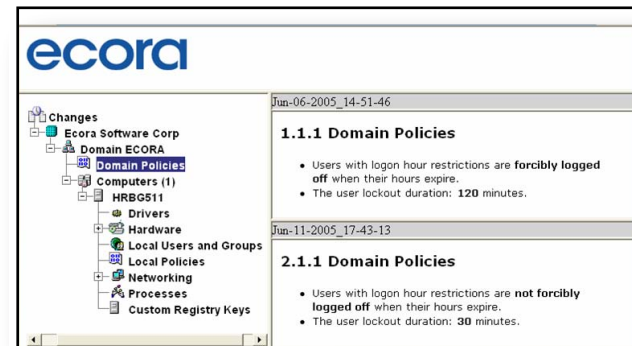 ecora
Changes
Ecora Software Corp
Domain ECORA
Domain Policies
Computers (1)
HRBG511
Drivers
Hardware
Local Users and Groups
Local Policies
Networking
Processes
Custom Registry Keys
Jun-06-2005_14-51-46
1.1.1 Domain Policies
• Users with logon hour restrictions are forcibly logged
off when their hours expire.
• The user lockout duration: 120 minutes.
Jun-11-2005_17-43-13
2.1.1 Domain Policies
• Users with logon hour restrictions are not forcibly
logged off when their hours expire.
• The user lockout duration: 30 minutes.